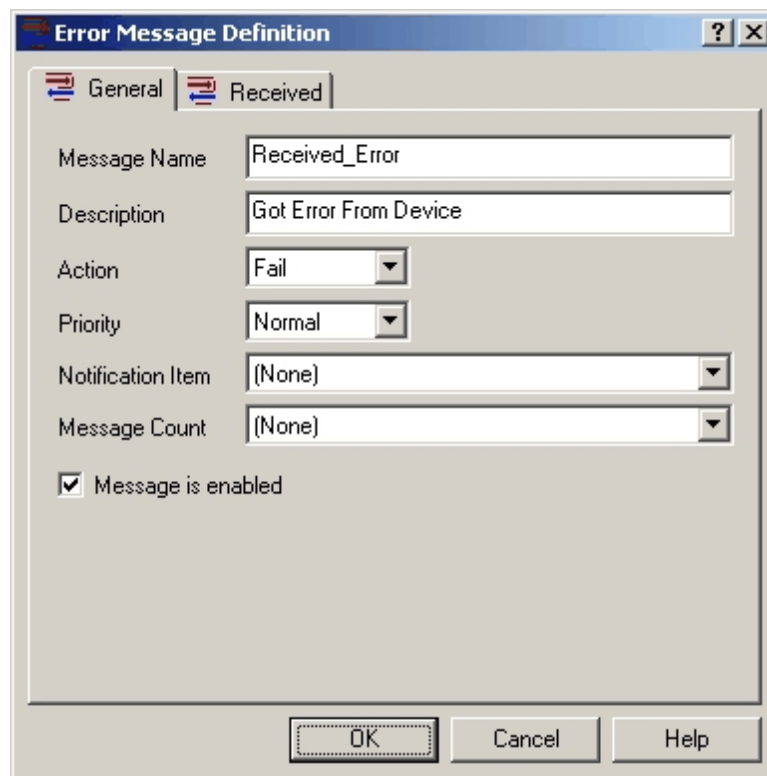 Error Message Definition
General Received
Message Name Received_Error
Description Got Error From Device
Action Fail
Priority Normal
Notification Item (None)
Message Count (None)
Message is enabled
OK Cancel Help